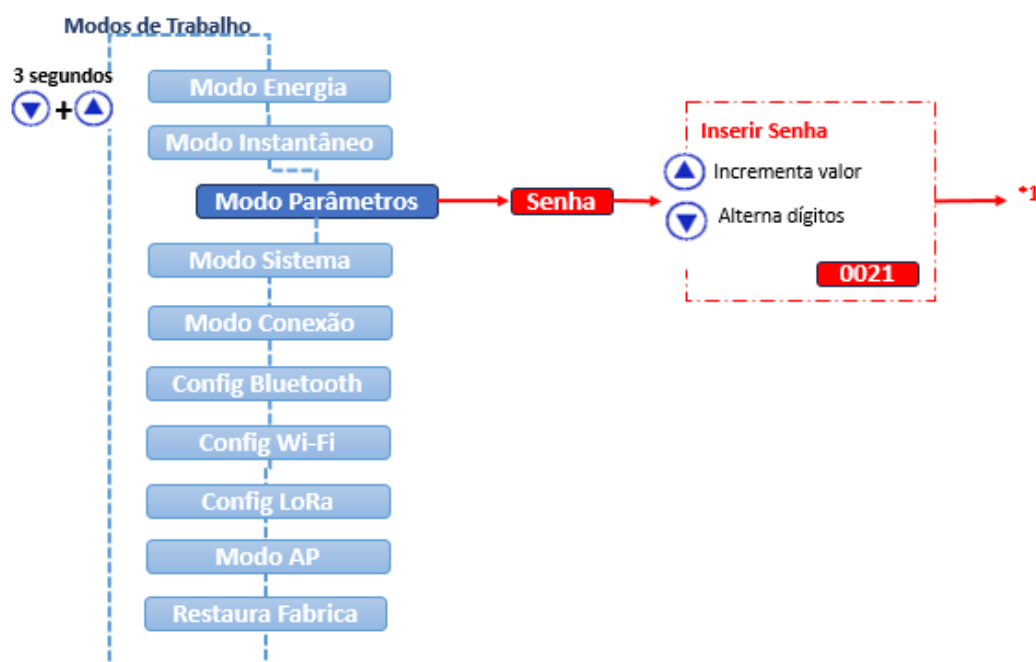 Modos de Trabalho
3 segundos
+
Modo Energia
Modo Instantâneo
Modo Parâmetros
Senha
Inserir Senha
Incrementa valor
Alterna dígitos
0021
*1
Modo Sistema
Modo Conexão
Config Bluetooth
Config Wi-Fi
Config LoRa
Modo AP
Restaura Fabrica